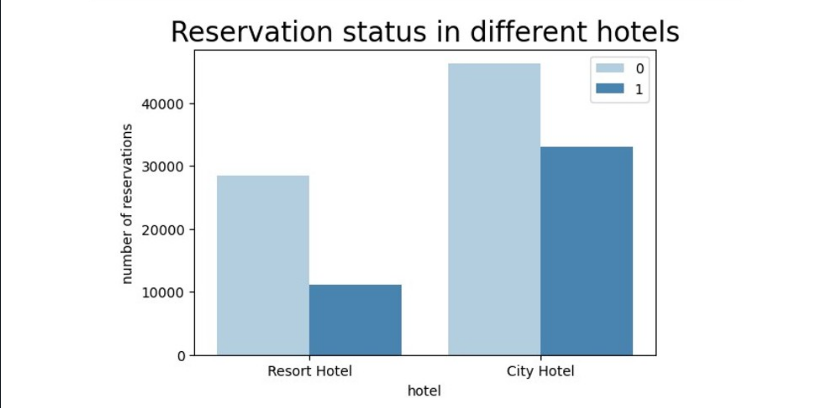 Reservation status in different hotels
0
1
number of reservations
40000
30000
20000
10000
0
Resort Hotel
City Hotel
hotel